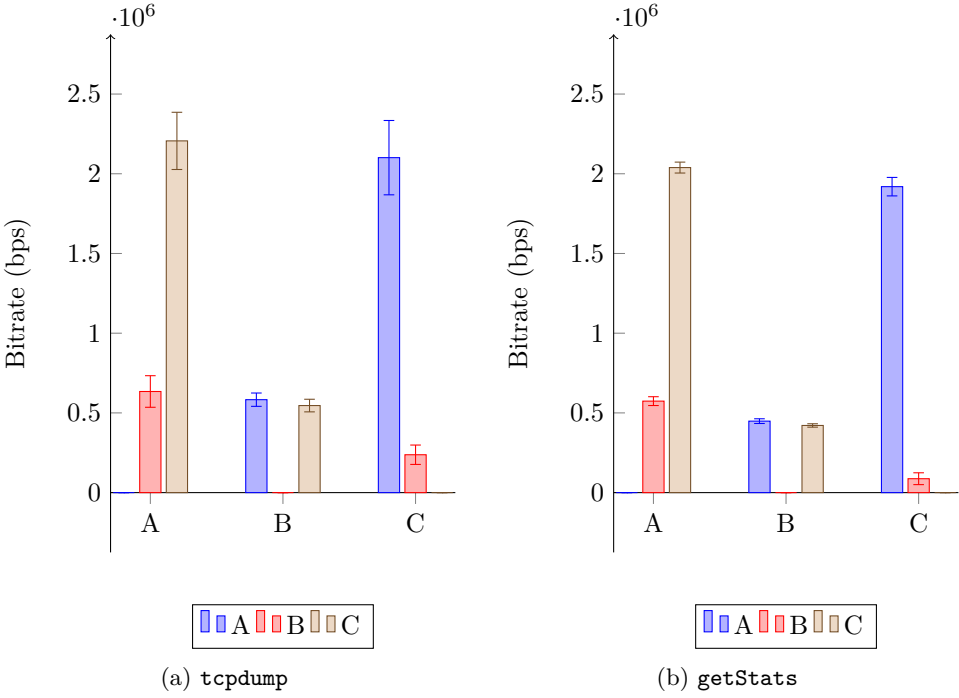 ·10^6
2.5
2
1.5
1
0.5
0
Bitrate (bps)
A B C
A B C
(a) tcpdump
·10^6
2.5
2
1.5
1
0.5
0
Bitrate (bps)
A B C
A B C
(b) getStats